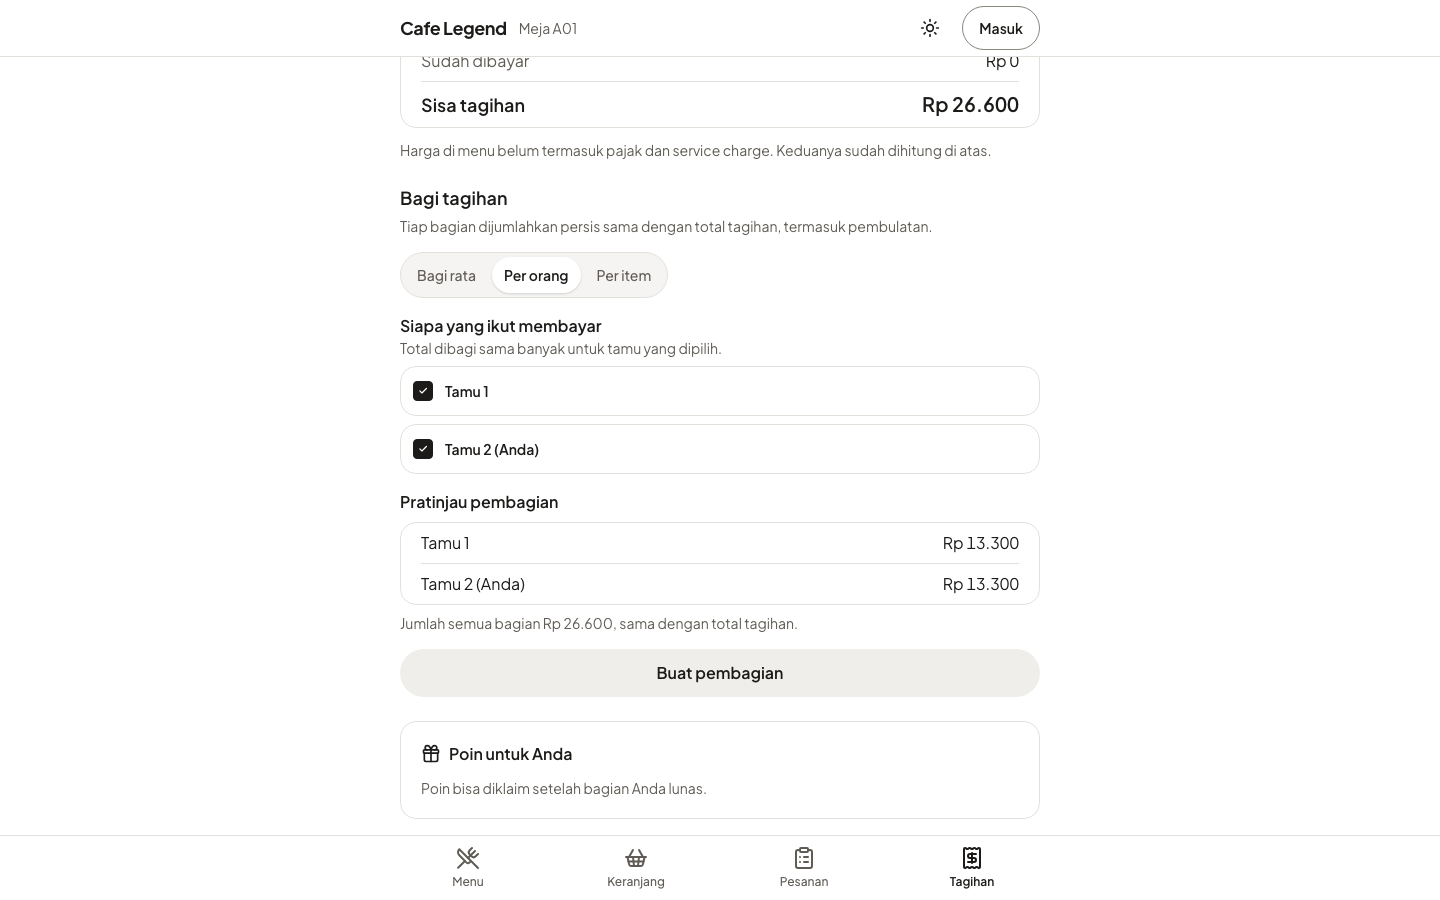 Cafe Legend Meja A01 Masuk
Sudah dibayar Rp 0
Sisa tagihan Rp 26.600
Harga di menu belum termasuk pajak dan service charge. Keduanya sudah dihitung di atas.
Bagi tagihan
Tiap bagian dijumlahkan persis sama dengan total tagihan, termasuk pembulatan.
Bagi rata Per orang Per item
Siapa yang ikut membayar
Total dibagi sama banyak untuk tamu yang dipilih.
Tamu 1
Tamu 2 (Anda)
Pratinjau pembagian
Tamu 1 Rp 13.300
Tamu 2 (Anda) Rp 13.300
Jumlah semua bagian Rp 26.600, sama dengan total tagihan.
Buat pembagian
Poin untuk Anda
Poin bisa diklaim setelah bagian Anda lunas.
Menu Keranjang Pesanan Tagihan